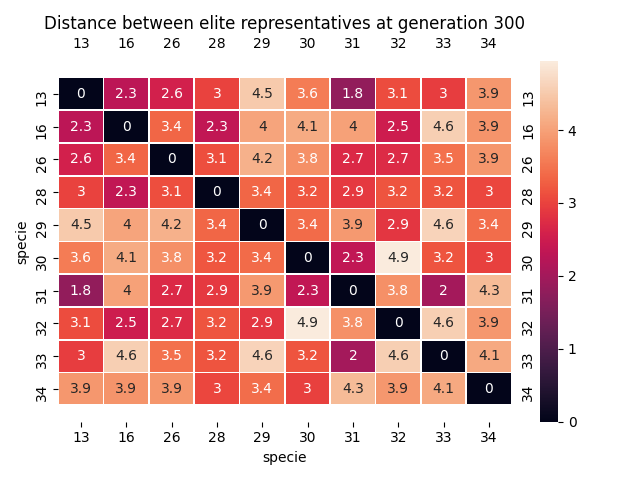 Distance between elite representatives at generation 300
13 16 26 28 29 30 31 32 33 34
13 0 2.3 2.6 3 4.5 3.6 1.8 3.1 3 3.9 13
16 2.3 0 3.4 2.3 4 4.1 4 2.5 4.6 3.9 16
26 2.6 3.4 0 3.1 4.2 3.8 2.7 2.7 3.5 3.9 26
28 3 2.3 3.1 0 3.4 3.2 2.9 3.2 3.2 3 28
29 4.5 4 4.2 3.4 0 3.4 3.9 2.9 4.6 3.4 29
30 3.6 4.1 3.8 3.2 3.4 0 2.3 4.9 3.2 3 30
31 1.8 4 2.7 2.9 3.9 2.3 0 3.8 2 4.3 31
32 3.1 2.5 2.7 3.2 2.9 4.9 3.8 0 4.6 3.9 32
33 3 4.6 3.5 3.2 4.6 3.2 2 4.6 0 4.1 33
34 3.9 3.9 3.9 3 3.4 3 4.3 3.9 4.1 0 34
13 16 26 28 29 30 31 32 33 34
specie
specie
4
3
2
1
0